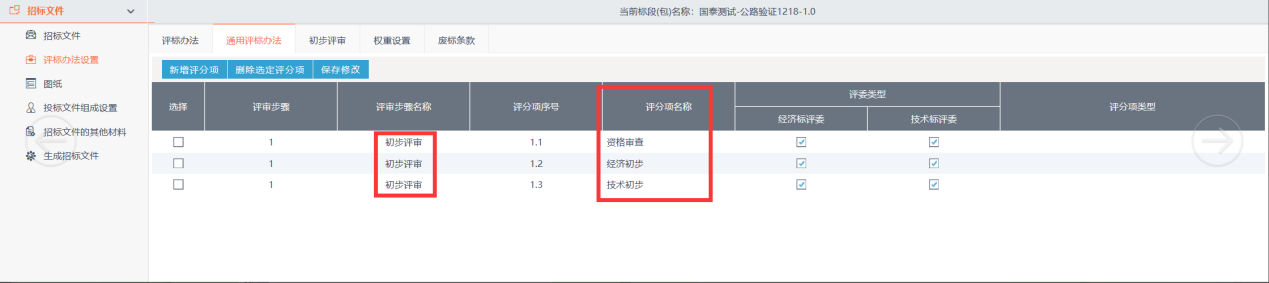 招标文件
当前标段(包)名称：国泰测试-公路验证1218-1.0
招标文件
评标办法设置
图纸
投标文件组成设置
招标文件的其他材料
生成招标文件
评标办法 通用评标办法 初步评审 权重设置 废标条款
新增评分项 删除选定评分项 保存修改
选择 评审步骤 评审步骤名称 评分项序号 评分项名称 评委类型 评分项类型
经济标评委 技术标评委
1 初步评审 1.1 资格审查
1 初步评审 1.2 经济初步
1 初步评审 1.3 技术初步